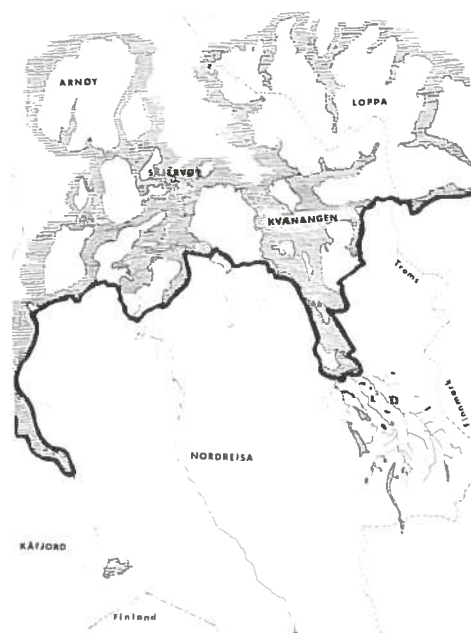 ARNØY
LOPPA
SKJERVØY
KVÆNANGEN
Troms
Finnmark
NORDREISA
KÅFJORD
Finland